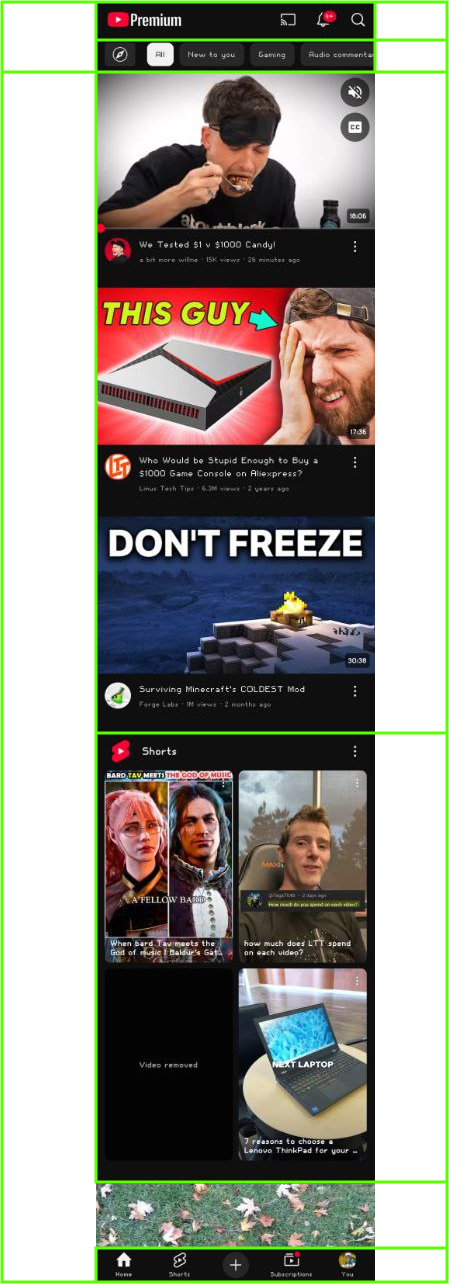 Premium
9+
All
New to you
Gaming
Audio commenta
CC
16:06
We Tested $1 v $1000 Candy!
a bit more willne · 15K views · 26 minutes ago
THIS GUY
17:36
Who Would be Stupid Enough to Buy a
$1000 Game Console on Aliexpress?
Linus Tech Tips · 6.3M views · 2 years ago
DON'T FREEZE
30:38
Surviving Minecraft's COLDEST Mod
Forge Labs · 1M views · 2 months ago
Shorts
BARD TAV MEETS THE GOD OF MUSIC
A FELLOW BARD
When bard Tav meets the
God of music | Baldur's Gat..
2 days ago
How much do you spend on each video?
how much does LTT spend
on each video?
Video removed
NEXT LAPTOP
7 reasons to choose a
Lenovo ThinkPad for your ..
Home
Shorts
Subscriptions
You